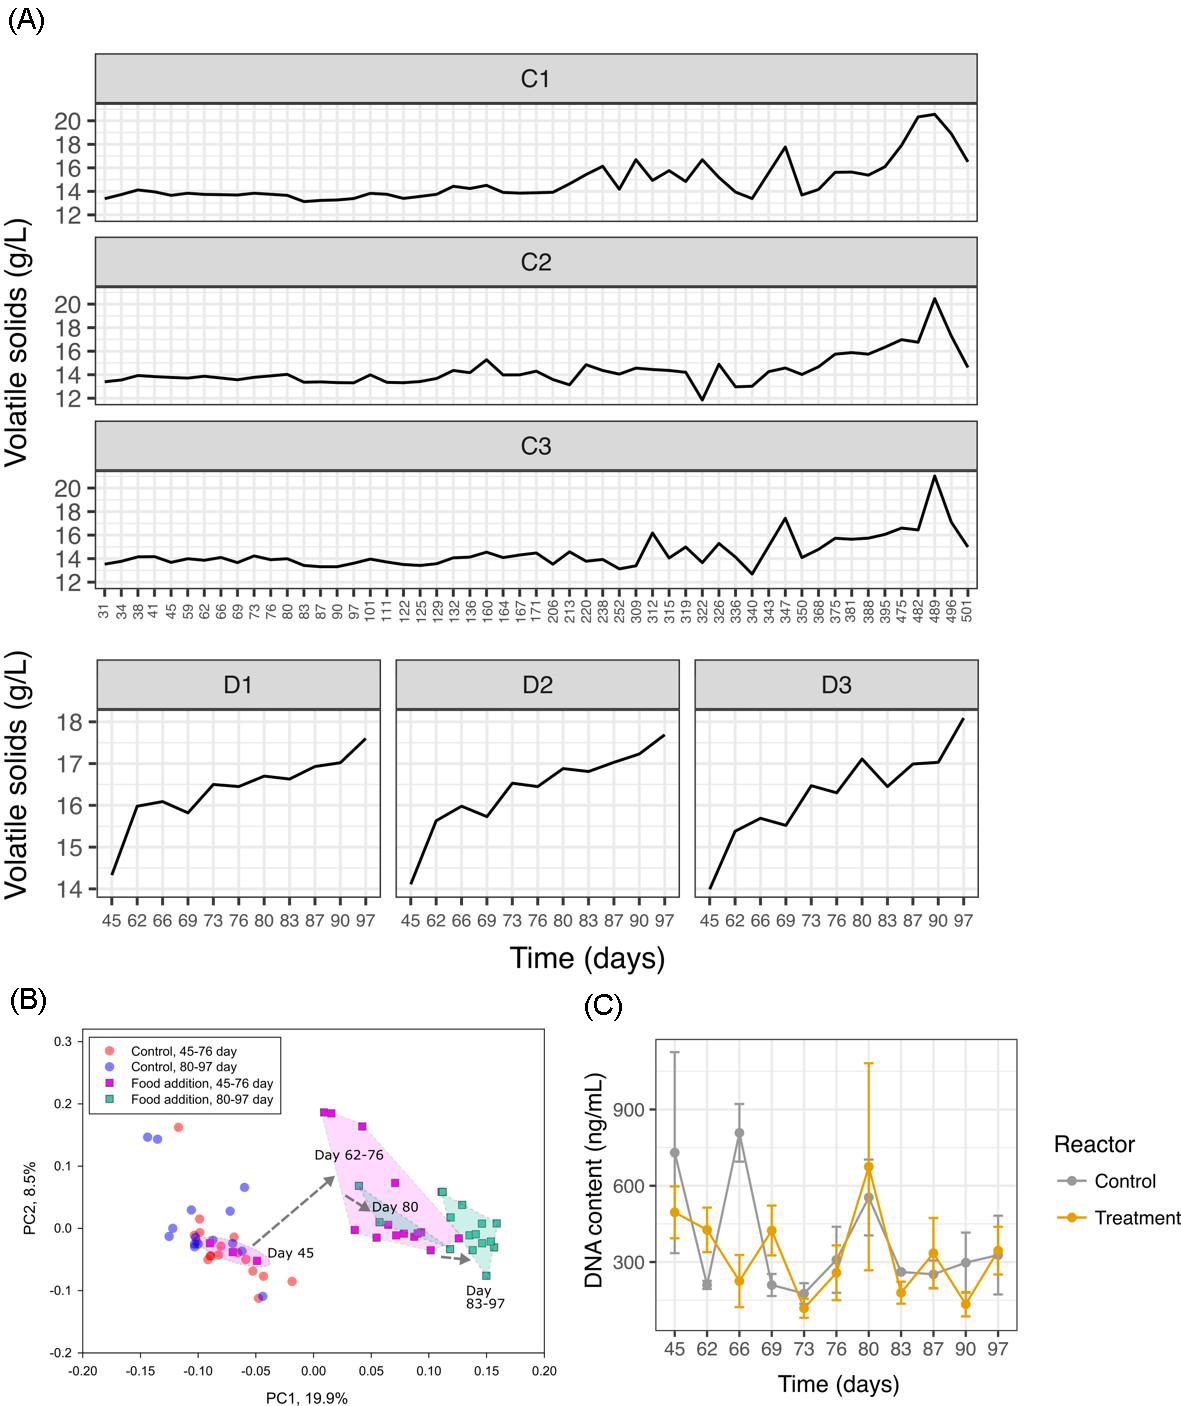 (A)
C1
20
18
16
14
12
C2
20
18
16
14
12
Volatile solids (g/L)
C3
20
18
16
14
12
31 34 38 41 45 59 62 66 69 73 76 80 83 87 90 97 101 111 122 125 129 132 136 160 164 167 171 206 213 220 238 252 309 312 315 319 322 326 336 340 343 347 350 368 375 381 388 395 475 482 489 496 501
Volatile solids (g/L)
D1 D2 D3
18
17
16
15
14
45 62 66 69 73 76 80 83 87 90 97
45 62 66 69 73 76 80 83 87 90 97
45 62 66 69 73 76 80 83 87 90 97
Time (days)
(B)
Control, 45-76 day
Control, 80-97 day
Food addition, 45-76 day
Food addition, 80-97 day
0.3
0.2
0.1
0.0
-0.1
-0.2
PC2, 8.5%
Day 62-76
Day 80
Day 45
Day
83-97
-0.20 -0.15 -0.10 -0.05 0.00 0.05 0.10 0.15 0.20
PC1, 19.9%
(C)
DNA content (ng/mL)
900
600
300
45 62 66 69 73 76 80 83 87 90 97
Time (days)
Reactor
Control
Treatment